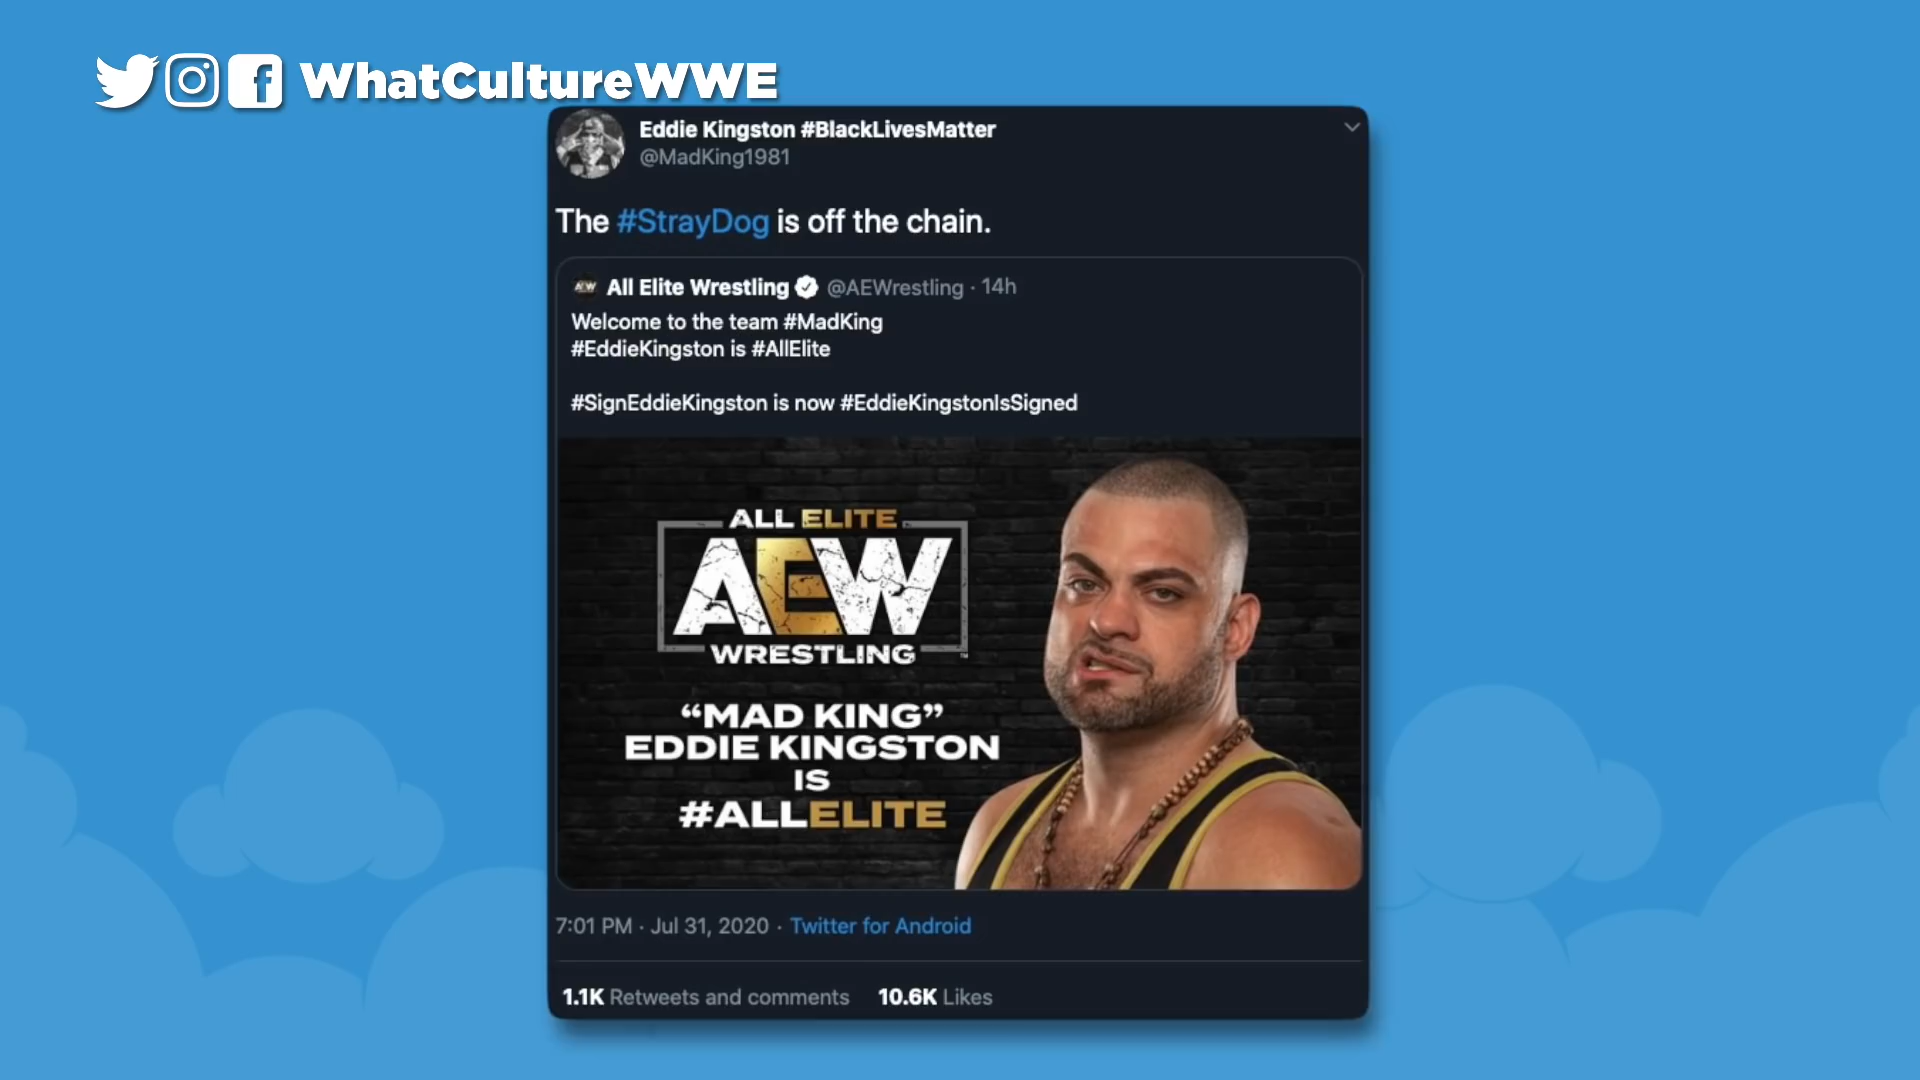 WhatCultureWWE
Eddie Kingston #BlackLivesMatter
@MadKing1981
The #StrayDog is off the chain.
AEW All Elite Wrestling @AEWrestling · 14h
Welcome to the team #MadKing
#EddieKingston is #AllElite
#SignEddieKingston is now #EddieKingstonIsSigned
ALL ELITE
AEW
WRESTLING
™
“MAD KING”
EDDIE KINGSTON
IS
#ALLELITE
7:01 PM · Jul 31, 2020 · Twitter for Android
1.1K Retweets and comments 10.6K Likes